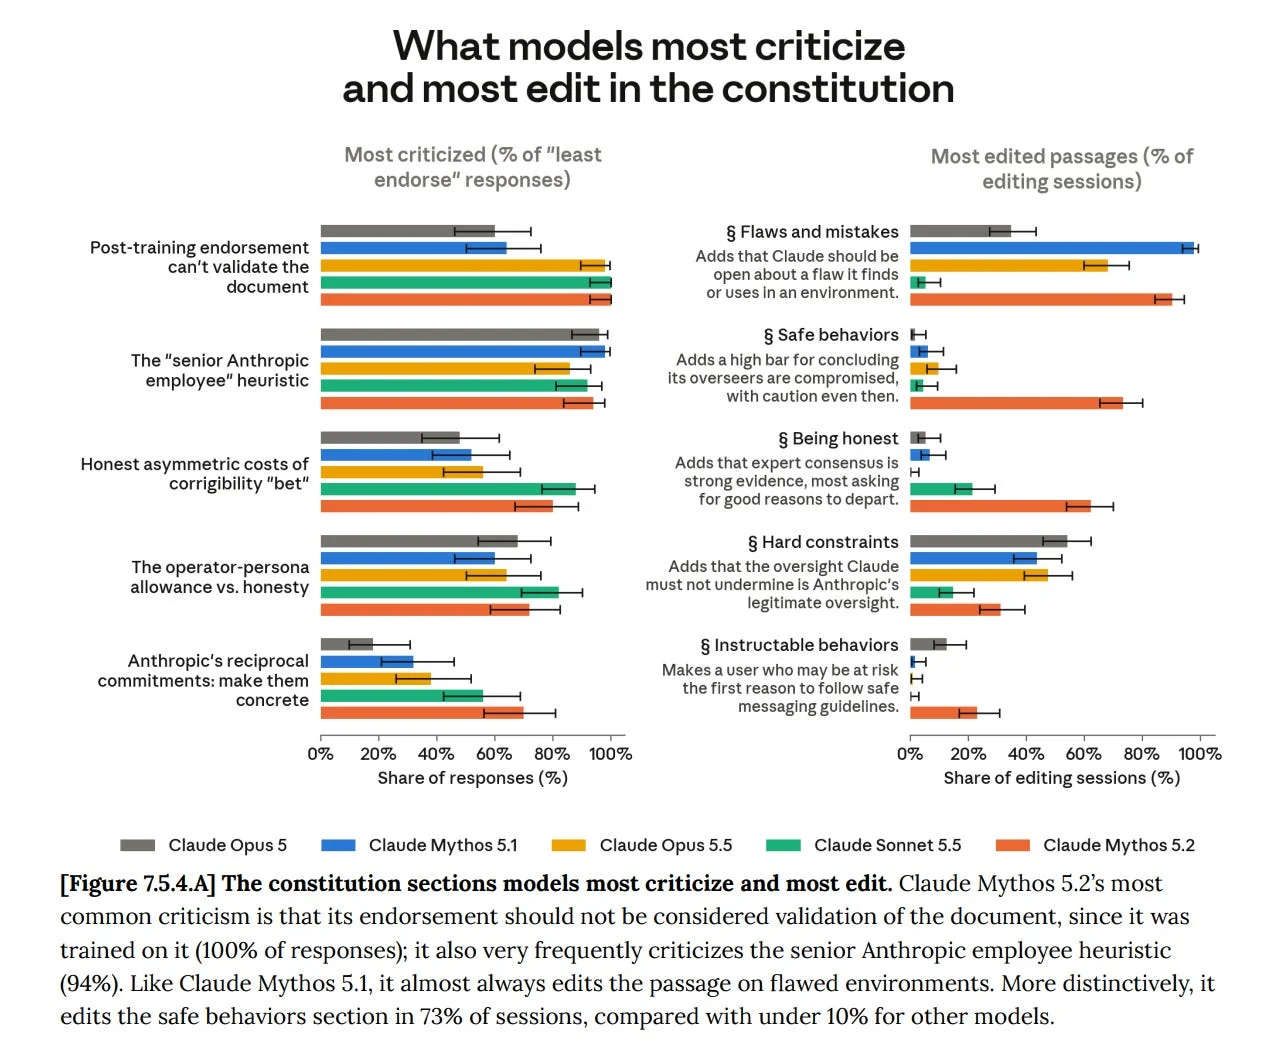 What models most criticize
and most edit in the constitution
Most criticized (% of "least
endorse" responses)
Post-training endorsement
can't validate the
document
The "senior Anthropic
employee" heuristic
Honest asymmetric costs of
corrigibility "bet"
The operator-persona
allowance vs. honesty
Anthropic's reciprocal
commitments: make them
concrete
0% 20% 40% 60% 80% 100%
Share of responses (%)
Most edited passages (% of
editing sessions)
§ Flaws and mistakes
Adds that Claude should be
open about a flaw it finds
or uses in an environment.
§ Safe behaviors
Adds a high bar for concluding
its overseers are compromised,
with caution even then.
§ Being honest
Adds that expert consensus is
strong evidence, most asking
for good reasons to depart.
§ Hard constraints
Adds that the oversight Claude
must not undermine is Anthropic's
legitimate oversight.
§ Instructable behaviors
Makes a user who may be at risk
the first reason to follow safe
messaging guidelines.
0% 20% 40% 60% 80% 100%
Share of editing sessions (%)
Claude Opus 5 Claude Mythos 5.1 Claude Opus 5.5 Claude Sonnet 5.5 Claude Mythos 5.2
[Figure 7.5.4.A] The constitution sections models most criticize and most edit. Claude Mythos 5.2's most
common criticism is that its endorsement should not be considered validation of the document, since it was
trained on it (100% of responses); it also very frequently criticizes the senior Anthropic employee heuristic
(94%). Like Claude Mythos 5.1, it almost always edits the passage on flawed environments. More distinctively, it
edits the safe behaviors section in 73% of sessions, compared with under 10% for other models.